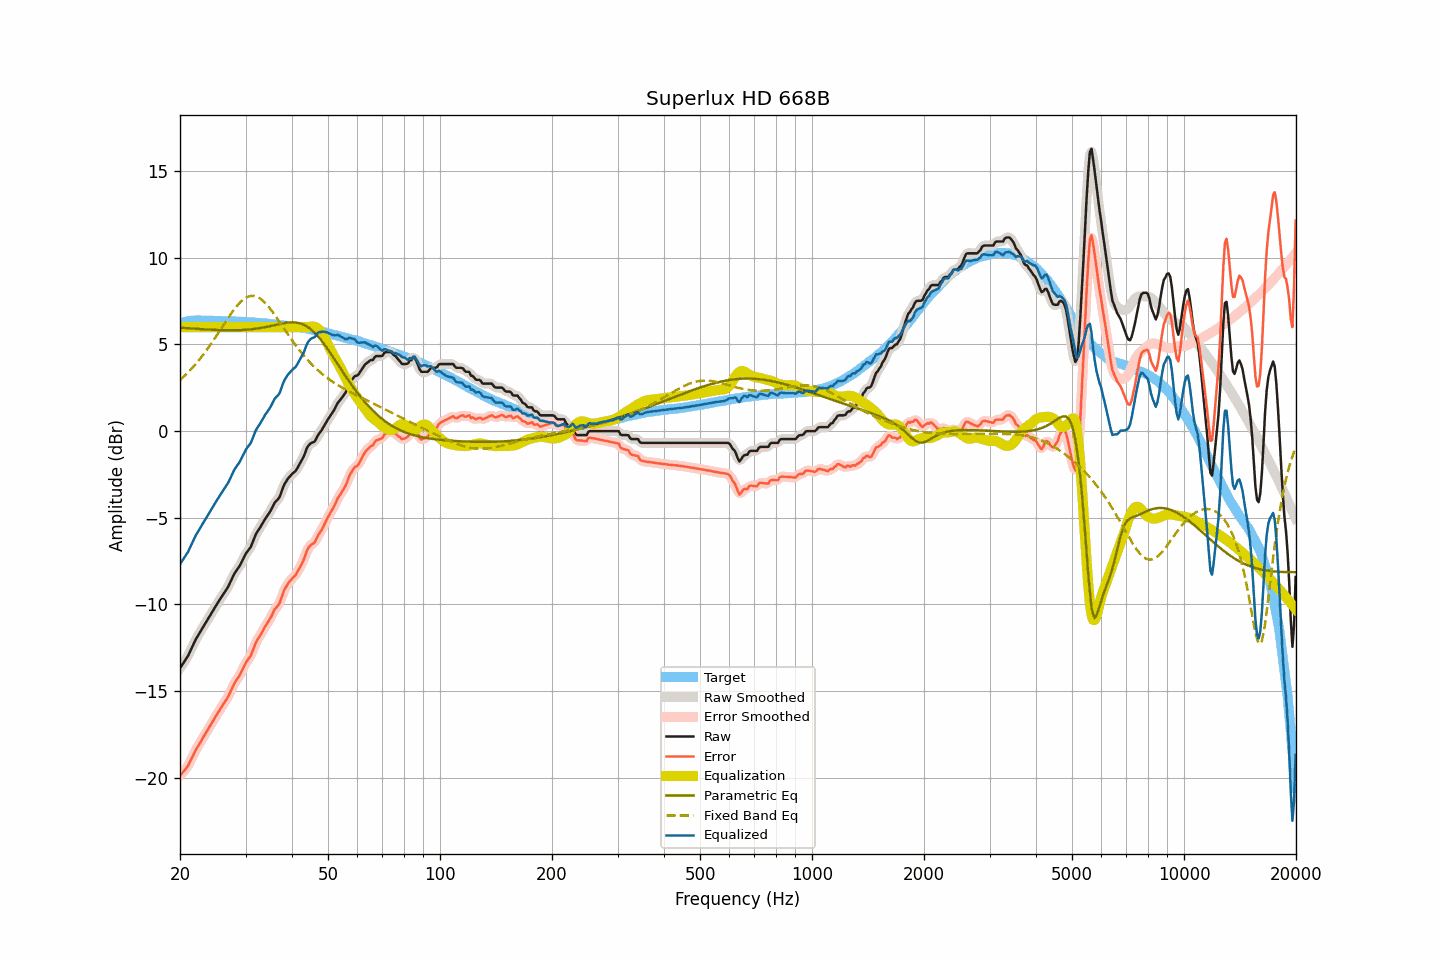 Superlux HD 668B
Amplitude (dBr)
15
10
5
0
−5
−10
−15
−20
Target
Raw Smoothed
Error Smoothed
Raw
Error
Equalization
Parametric Eq
Fixed Band Eq
Equalized
20 50 100 200 500 1000 2000 5000 10000 20000
Frequency (Hz)